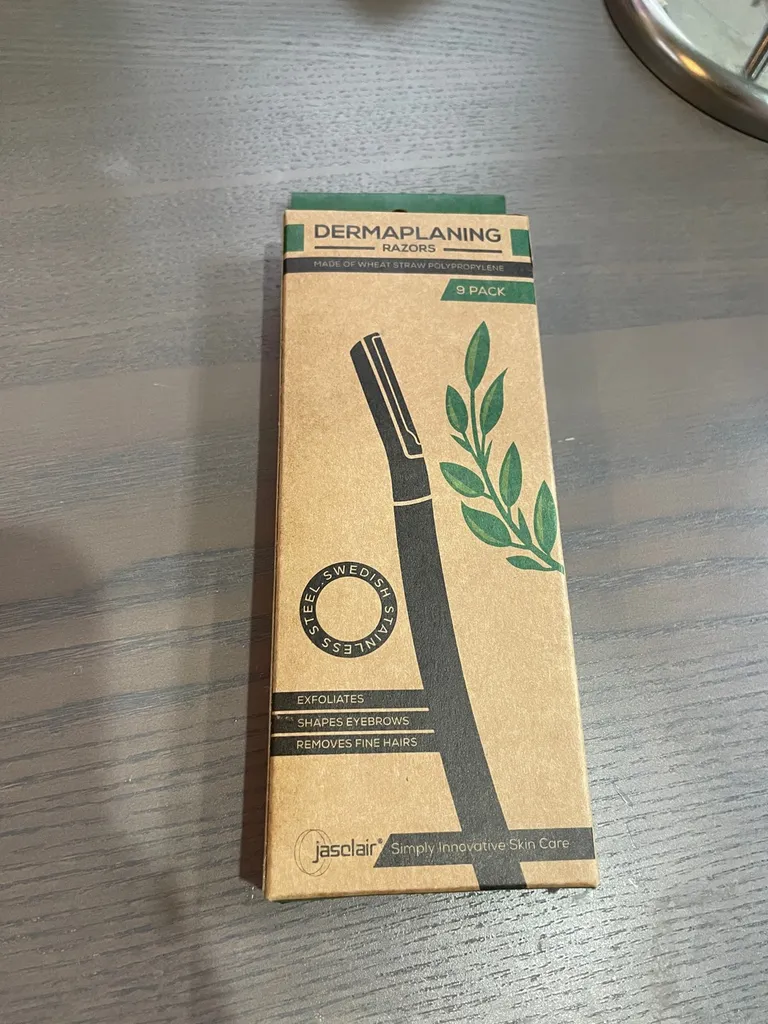 DERMAPLANING
RAZORS
MADE OF WHEAT STRAW POLYPROPYLENE
9 PACK
SWEDISH STAINLESS STEEL.
EXFOLIATES
SHAPES EYEBROWS
REMOVES FINE HAIRS
jasclair®
Simply Innovative Skin Care